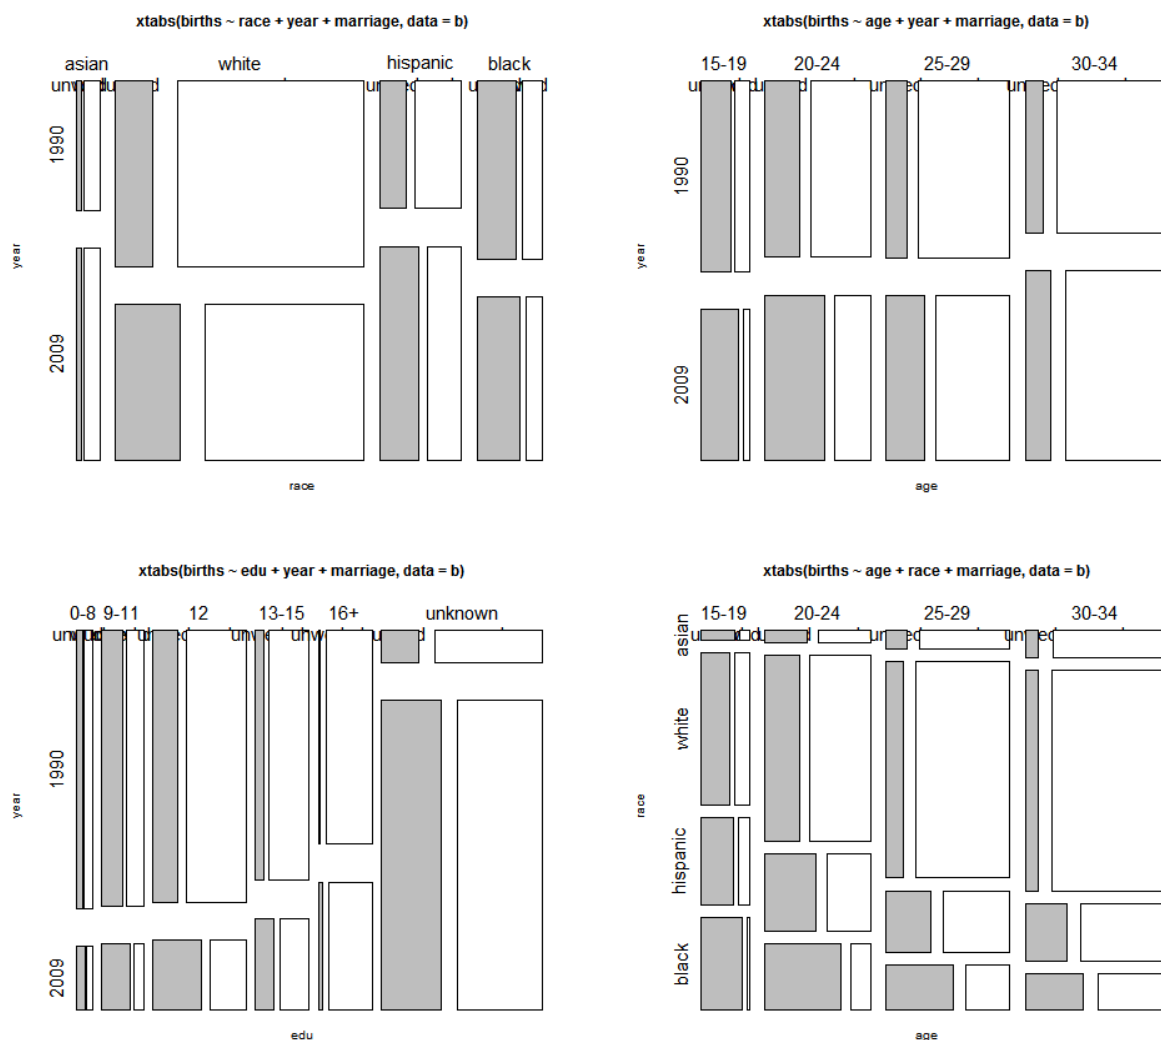 xtabs(births ~ race + year + marriage, data = b)
asian white hispanic black
1990
2009
year
race
xtabs(births ~ age + year + marriage, data = b)
15-19 20-24 25-29 30-34
1990
2009
year
age
xtabs(births ~ edu + year + marriage, data = b)
0-8 9-11 12 13-15 16+ unknown
1990
2009
year
edu
xtabs(births ~ age + race + marriage, data = b)
15-19 20-24 25-29 30-34
asian
white
hispanic
black
race
age